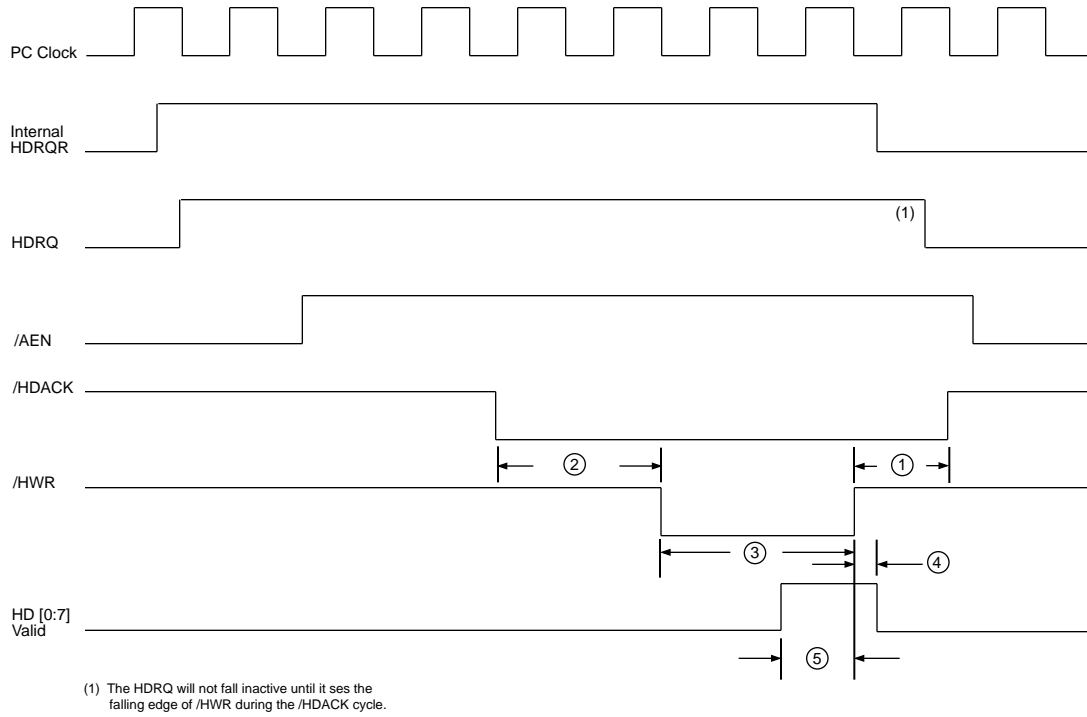 PC Clock
Internal
HDRQR
(1)
HDRQ
/AEN
/HDACK
②
①
/HWR
③
④
HD [0:7]
Valid
⑤
(1) The HDRQ will not fall inactive until it ses the
falling edge of /HWR during the /HDACK cycle.